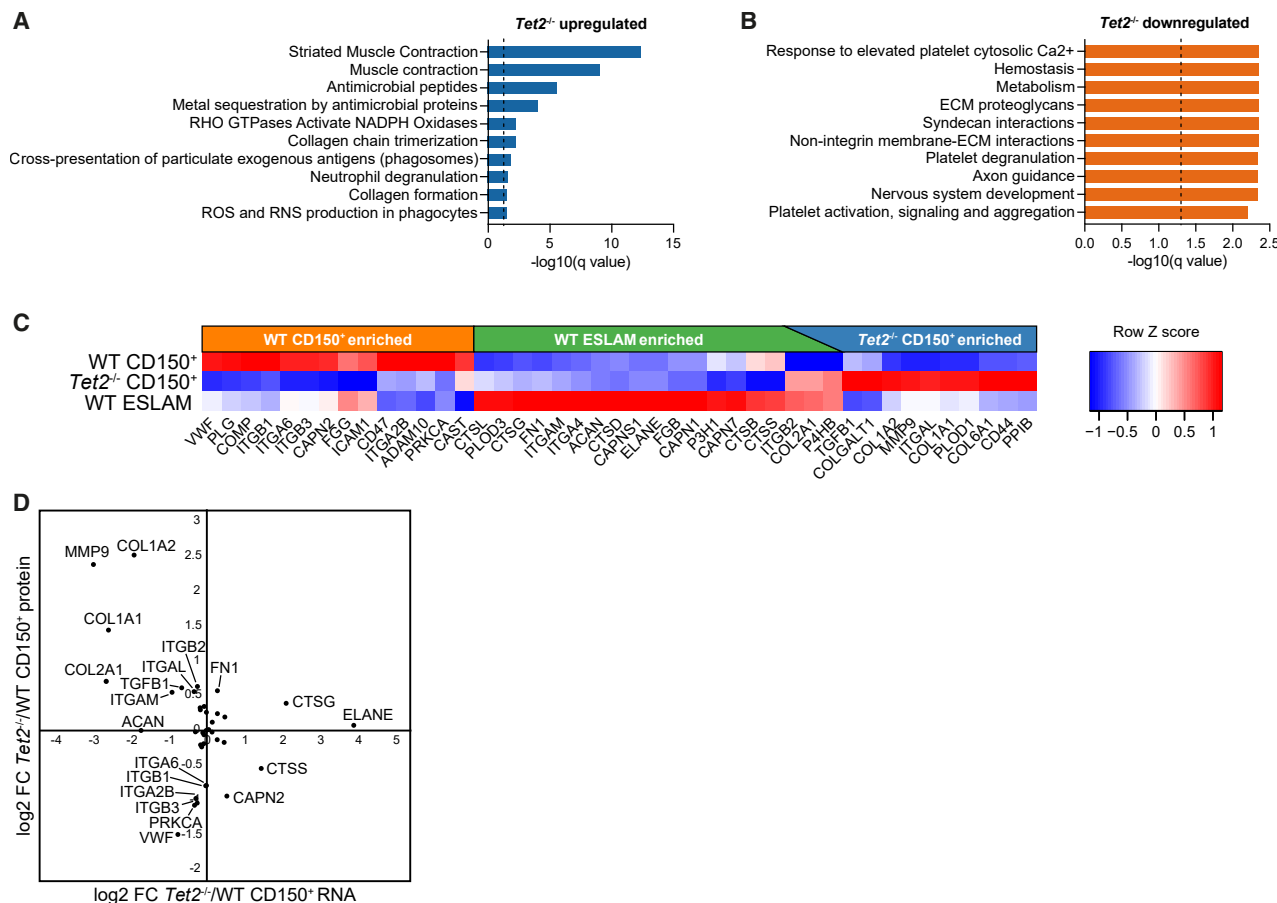 A
Tet2-/- upregulated
Striated Muscle Contraction
Muscle contraction
Antimicrobial peptides
Metal sequestration by antimicrobial proteins
RHO GTPases Activate NADPH Oxidases
Collagen chain trimerization
Cross-presentation of particulate exogenous antigens (phagosomes)
Neutrophil degranulation
Collagen formation
ROS and RNS production in phagocytes
0 5 10 15
-log10(q value)
B
Tet2-/- downregulated
Response to elevated platelet cytosolic Ca2+
Hemostasis
Metabolism
ECM proteoglycans
Syndecan interactions
Non-integrin membrane-ECM interactions
Platelet degranulation
Axon guidance
Nervous system development
Platelet activation, signaling and aggregation
0.0 0.5 1.0 1.5 2.0 2.5
-log10(q value)
C
WT CD150+ enriched
WT ESLAM enriched
Tet2-/- CD150+ enriched
WT CD150+
Tet2-/- CD150+
WT ESLAM
VWF
PLG
COMP
ITGB1
ITGA6
ITGB3
CAPN2
FGG
ICAM1
CD47
ITGA2B
ADAM10
PRKCA
CAST
CTSL
PLOD3
CTSG
FN1
ITGAM
ITGA4
ACAN
CTSD
CAPNS1
ELANE
FGB
CAPN1
P3H1
CAPN7
CTSB
CTSS
ITGB2
COL2A1
P4HB
TGFB1
COLGALT1
COL1A2
MMP9
ITGAL
COL1A1
PLOD1
COL6A1
CD44
PPIB
Row Z score
−1 −0.5 0 0.5 1
D
log2 FC Tet2-/-/WT CD150+ protein
3
2.5
2
1.5
1
0.5
0
-0.5
-1
-1.5
-2
MMP9
COL1A2
COL1A1
ITGB2
COL2A1
ITGAL
FN1
TGFB1
ITGAM
CTSG
ELANE
ACAN
-4 -3 -2 -1 0 1 2 3 4 5
ITGA6
ITGB1
CTSS
ITGA2B
CAPN2
ITGB3
PRKCA
VWF
log2 FC Tet2-/-/WT CD150+ RNA